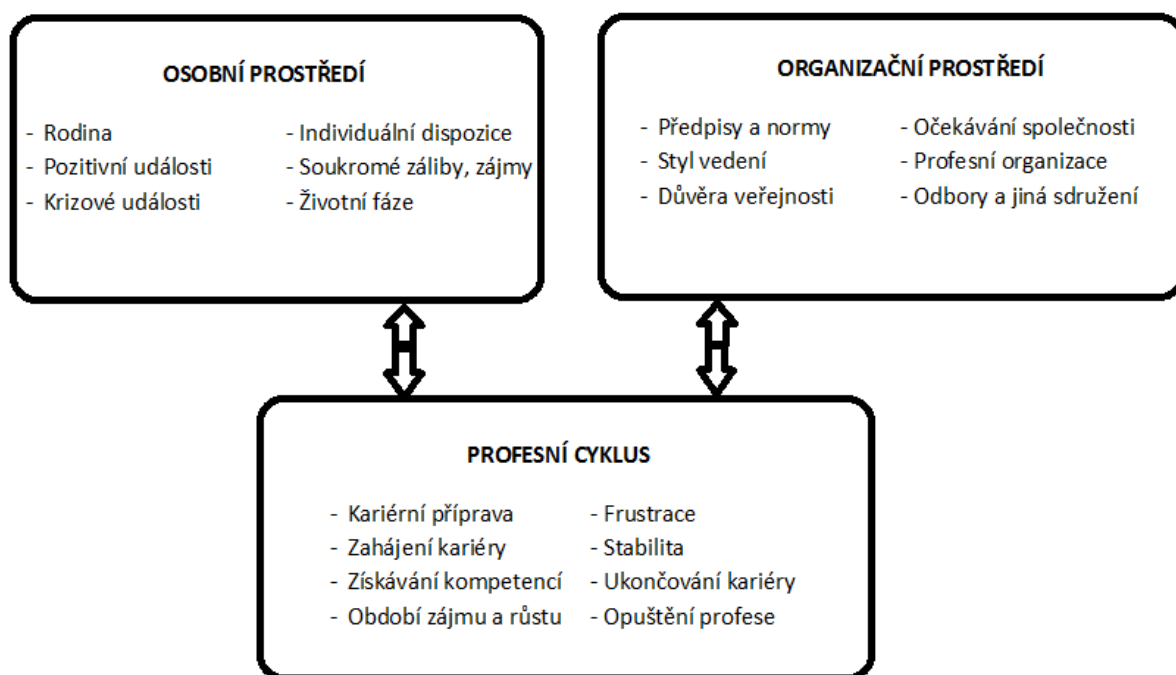 OSOBNÍ PROSTŘEDÍ
- Rodina
- Pozitivní události
- Krizové události
- Individuální dispozice
- Soukromé záliby, zájmy
- Životní fáze
ORGANIZAČNÍ PROSTŘEDÍ
- Předpisy a normy
- Styl vedení
- Důvěra veřejnosti
- Očekávání společnosti
- Profesní organizace
- Odbory a jiná sdružení
PROFESNÍ CYKLUS
- Kariérní příprava
- Zahájení kariéry
- Získávání kompetencí
- Období zájmu a růstu
- Frustrace
- Stabilita
- Ukončování kariéry
- Opuštění profese